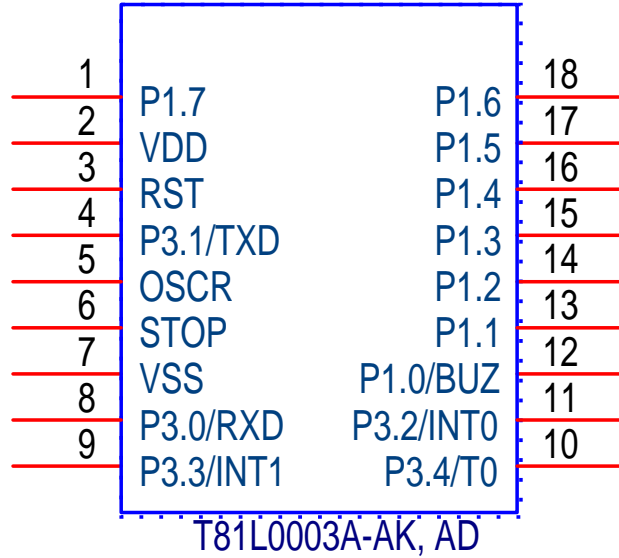 1 P1.7 P1.6 18
2 VDD P1.5 17
3 RST P1.4 16
4 P3.1/TXD P1.3 15
5 OSCR P1.2 14
6 STOP P1.1 13
7 VSS P1.0/BUZ 12
8 P3.0/RXD P3.2/INT0 11
9 P3.3/INT1 P3.4/T0 10
T81L0003A-AK, AD